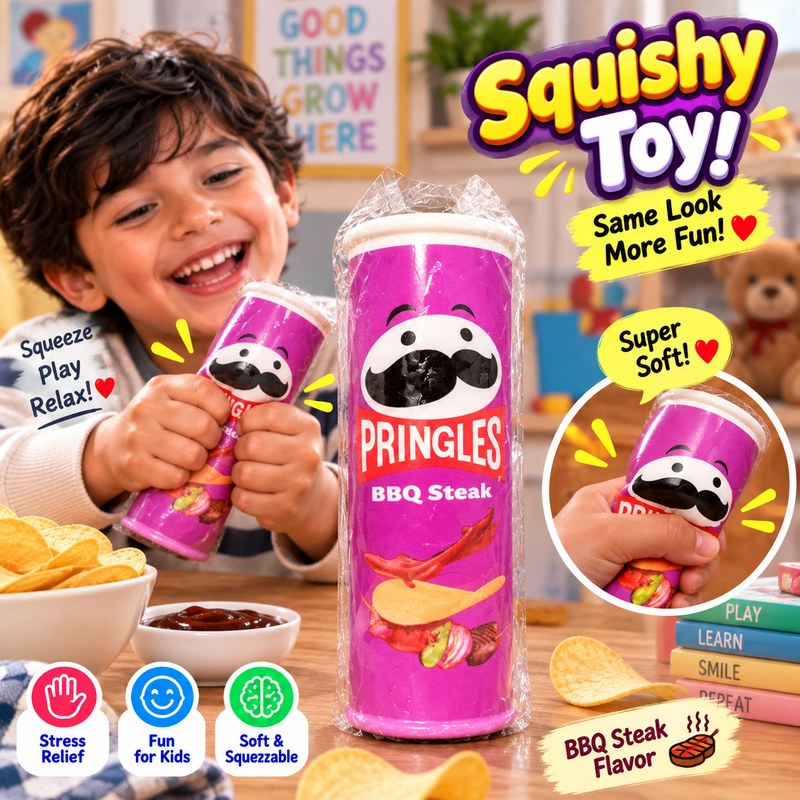 GOOD
THINGS
GROW
HERE
Squishy
Toy!
Same Look
More Fun!
Squeeze
Play
Relax!
Super
Soft!
PRINGLES
BBQ Steak
PLAY
LEARN
SMILE
REPEAT
Stress
Relief
Fun
for Kids
Soft &
Squezzable
BBQ Steak
Flavor